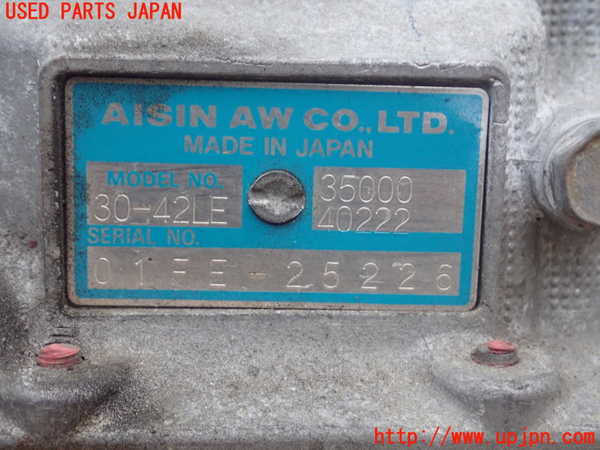 USED PARTS JAPAN
AISIN AW CO.,LTD.
MADE IN JAPAN
MODEL NO.
30-42LE
35000
40222
SERIAL NO.
01FE-25226
http://www.upjpn.com/